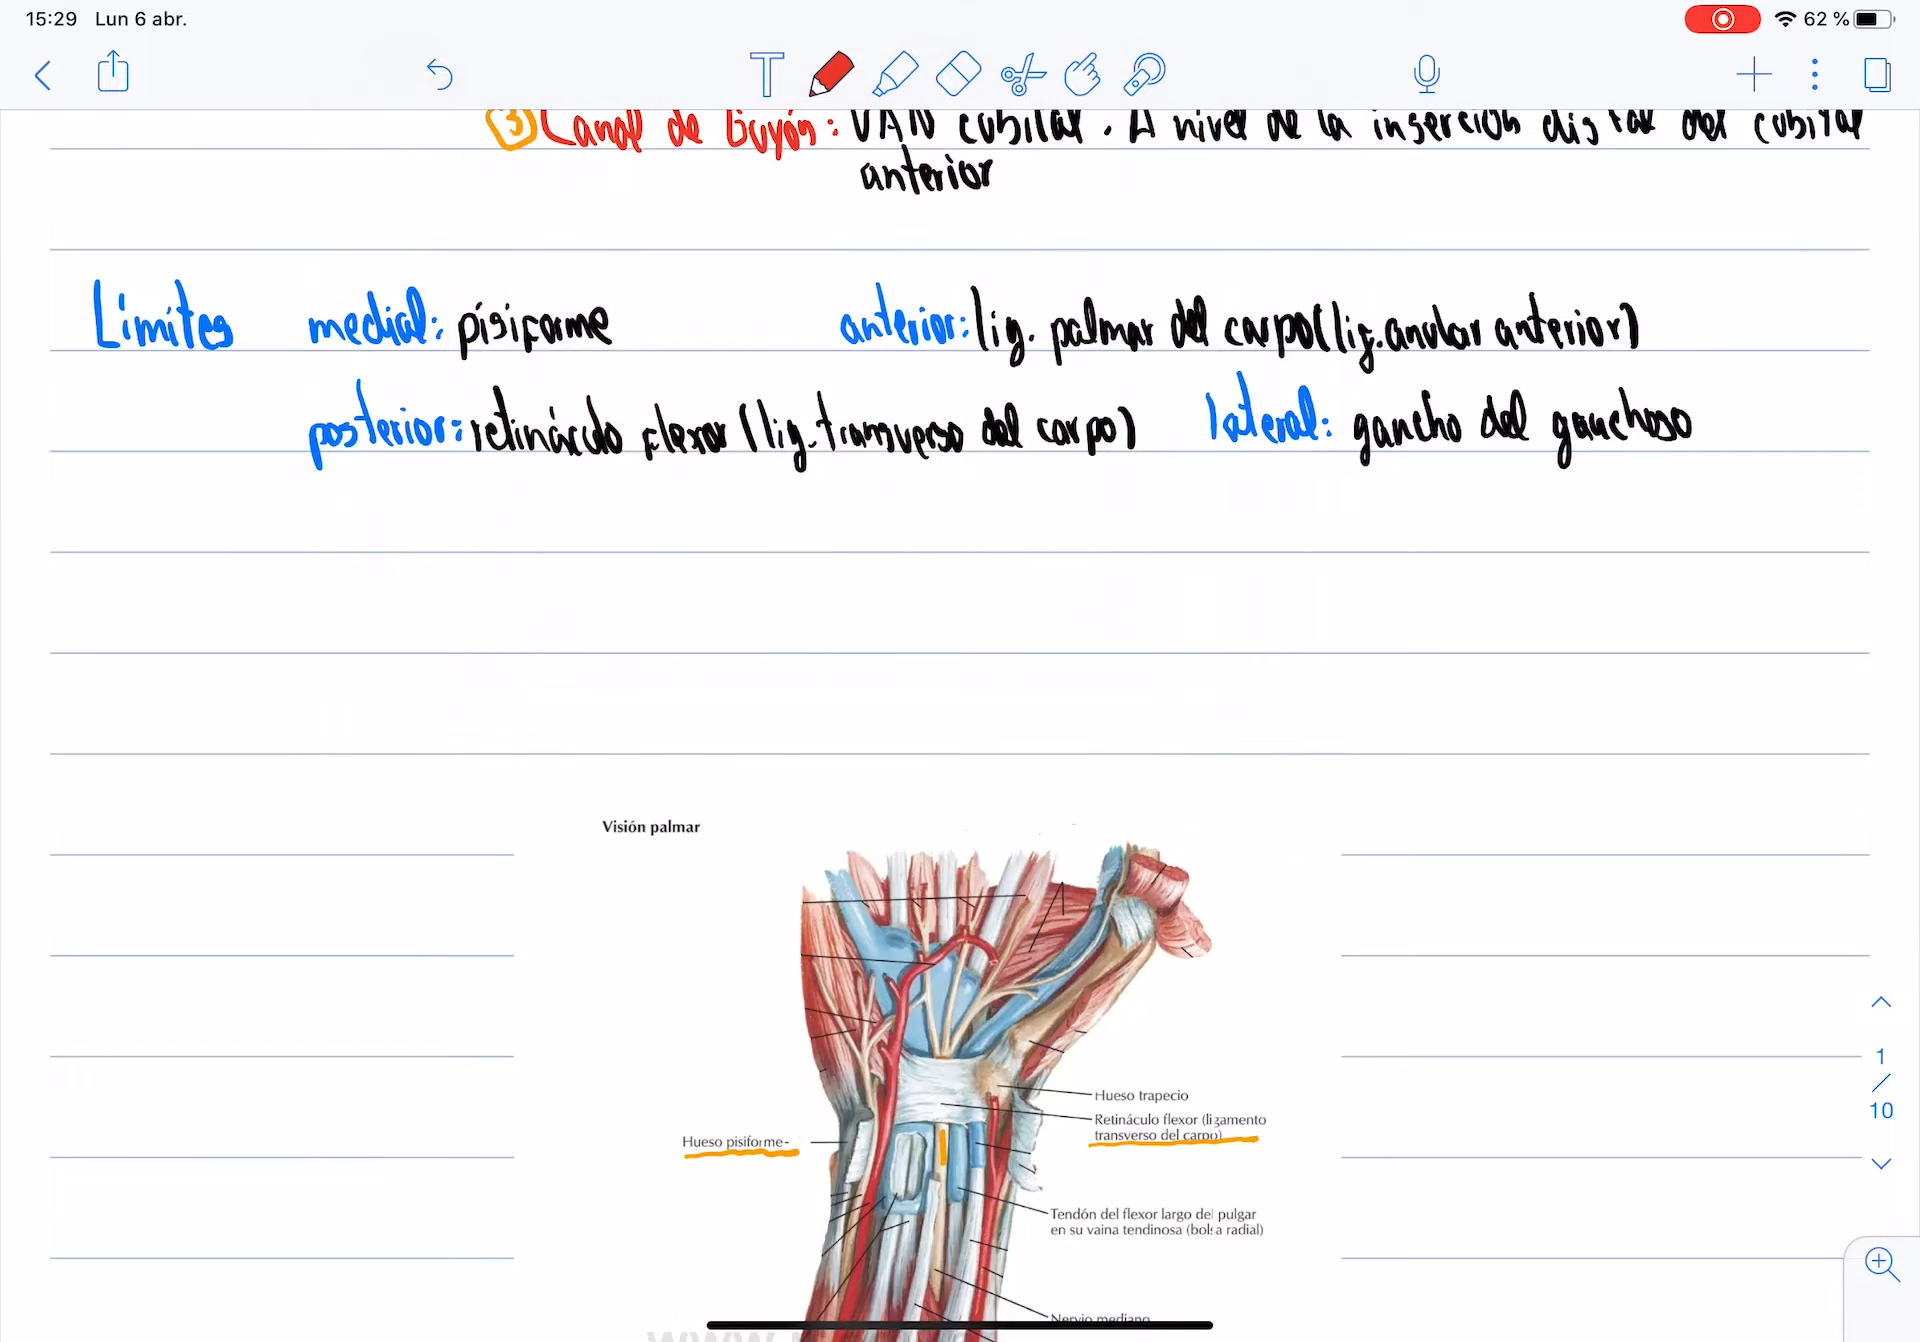 15:29 Lun 6 abr. 62 %
③ Canal de Guyón: VAN cubital. A nivel de la inserción distal del cubital
anterior
Límites medial: pisiforme anterior: lig. palmar del carpo (lig. anular anterior)
posterior: retináculo flexor (lig. transverso del carpo) lateral: gancho del ganchoso
Visión palmar
1
/
10
Hueso trapecio
Retináculo flexor (ligamento
transverso del carpo)
Hueso pisiforme
Tendón del flexor largo del pulgar
en su vaina tendinosa (bolsa radial)
Nervio mediano